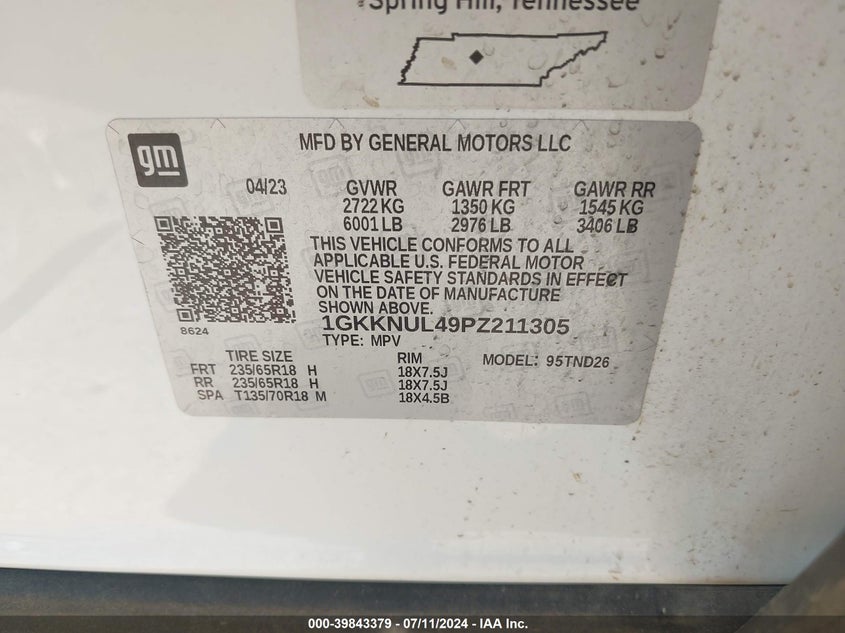 Spring Hill, Tennessee
gm
MFD BY GENERAL MOTORS LLC
04/23 GVWR GAWR FRT GAWR RR
2722 KG 1350 KG 1545 KG
6001 LB 2976 LB 3406 LB
THIS VEHICLE CONFORMS TO ALL
APPLICABLE U.S. FEDERAL MOTOR
VEHICLE SAFETY STANDARDS IN EFFECT
ON THE DATE OF MANUFACTURE
SHOWN ABOVE.
8624
1GKKNUL49PZ211305
TYPE: MPV
TIRE SIZE RIM MODEL: 95TND26
FRT 235/65R18 H 18X7.5J
RR 235/65R18 H 18X7.5J
SPA T135/70R18 M 18X4.5B
000-39843379 - 07/11/2024 - IAA Inc.